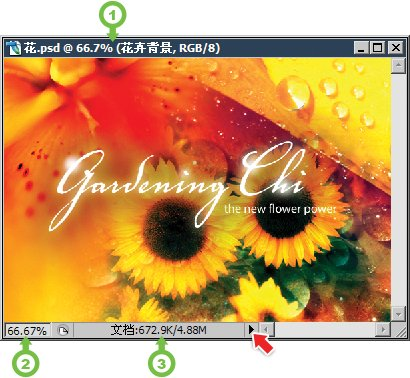 1
花.psd @ 66.7% (花卉背景, RGB/8)
Gardening Chi
the new flower power
66.67%
文档:672.9K/4.88M
2
3